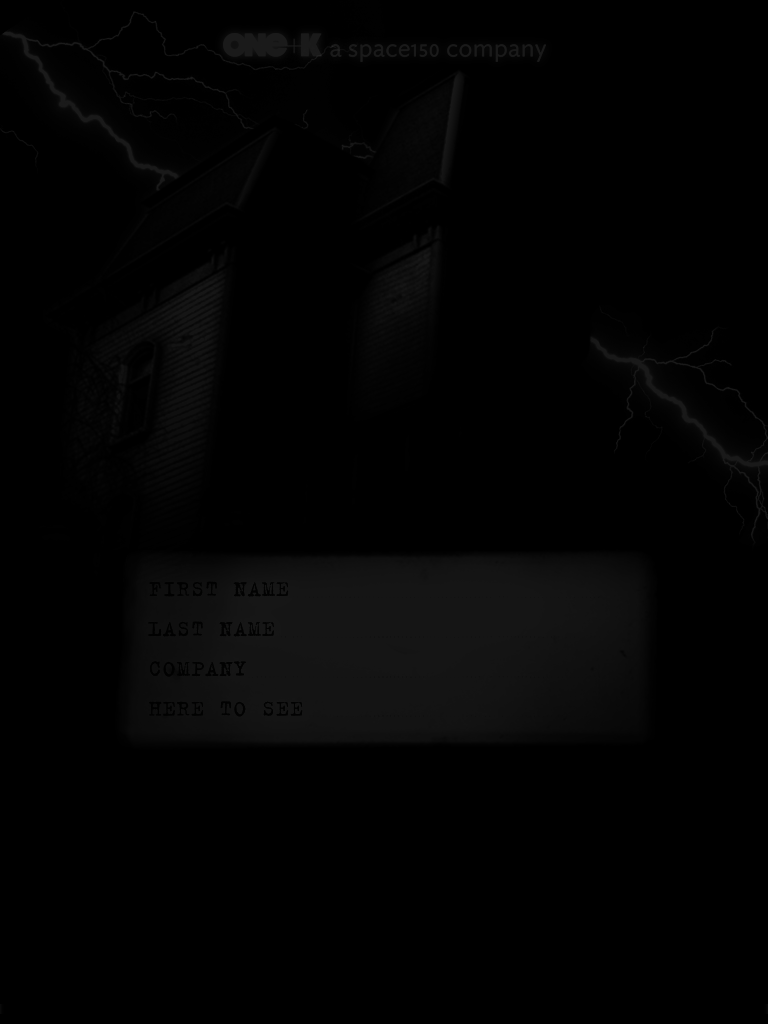 ONE+K a space150 company
FIRST NAME
LAST NAME
COMPANY
HERE TO SEE